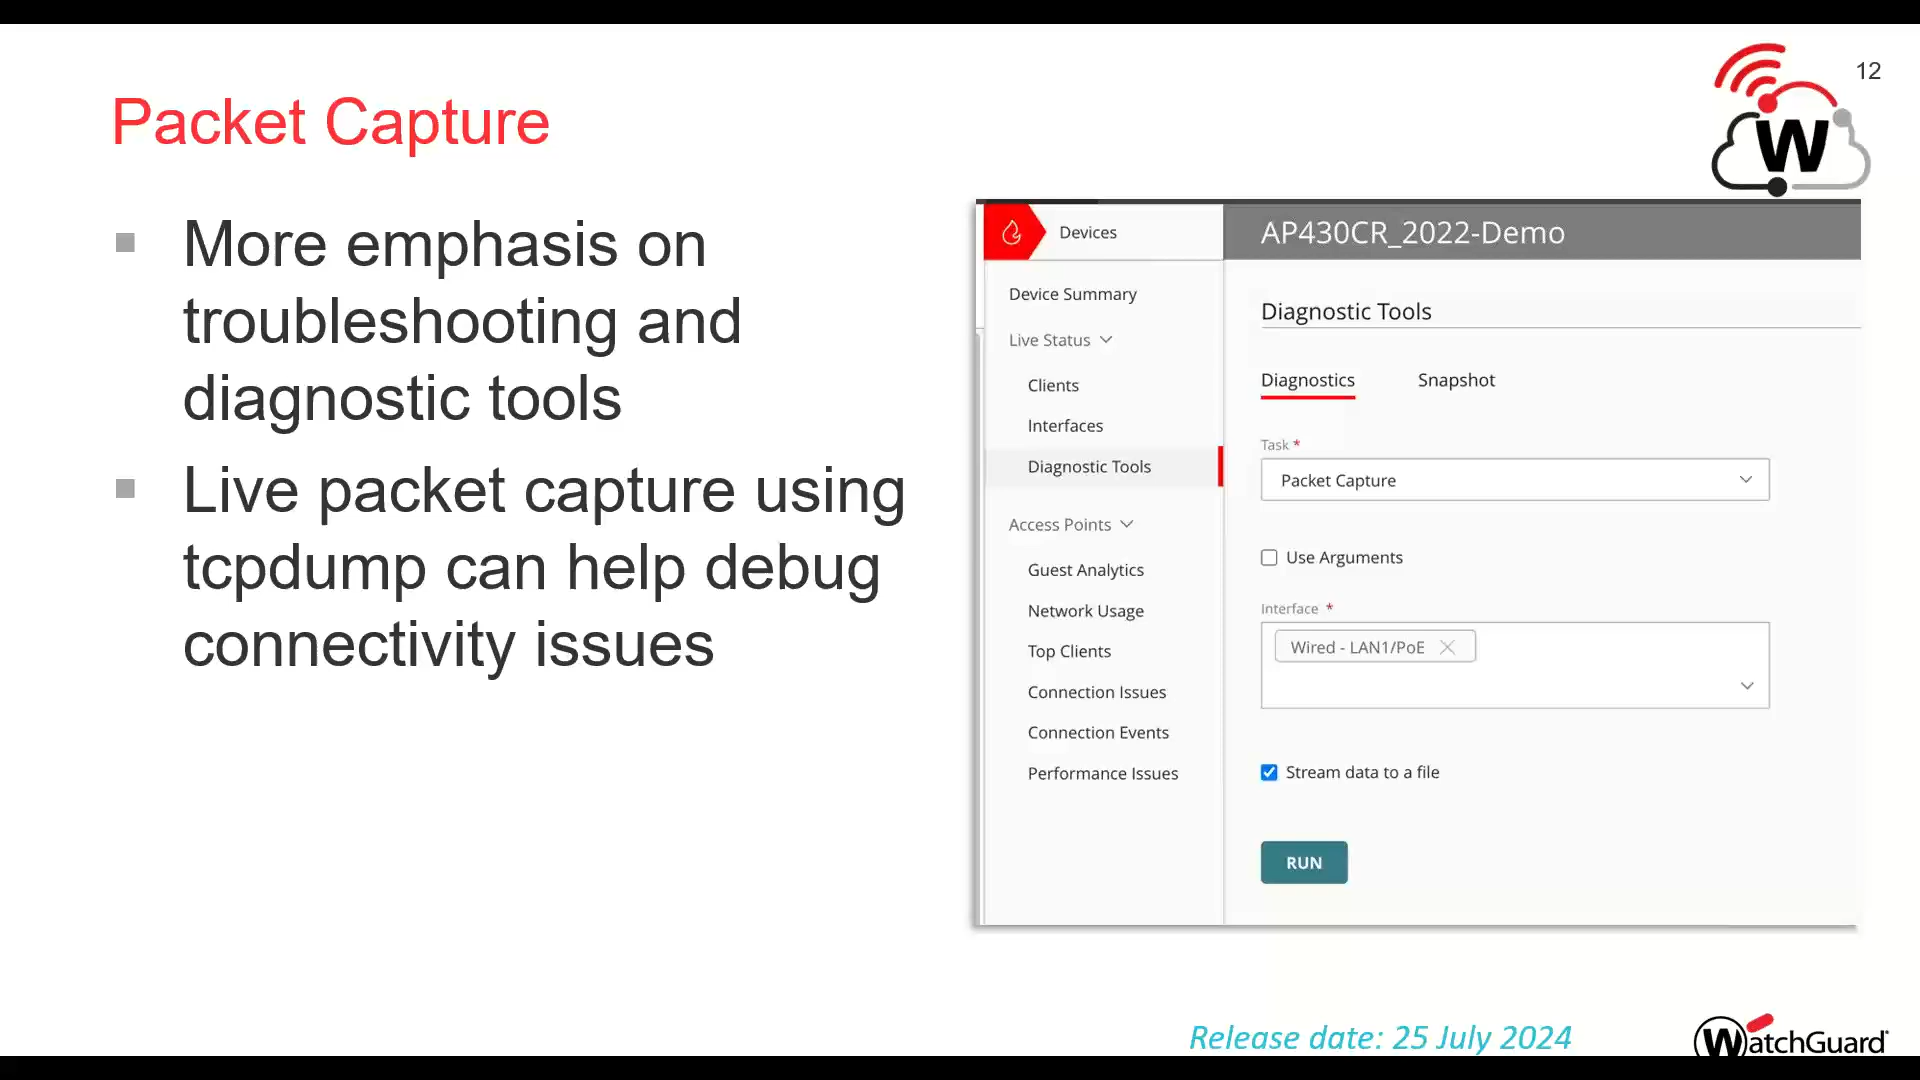 12
Packet Capture
W
More emphasis on
troubleshooting and
diagnostic tools
Live packet capture using
tcpdump can help debug
connectivity issues
Devices
AP430CR_2022-Demo
Device Summary
Live Status
Clients
Interfaces
Diagnostic Tools
Access Points
Guest Analytics
Network Usage
Top Clients
Connection Issues
Connection Events
Performance Issues
Diagnostic Tools
Diagnostics Snapshot
Task *
Packet Capture
Use Arguments
Interface *
Wired - LAN1/PoE
Stream data to a file
RUN
Release date: 25 July 2024
WatchGuard